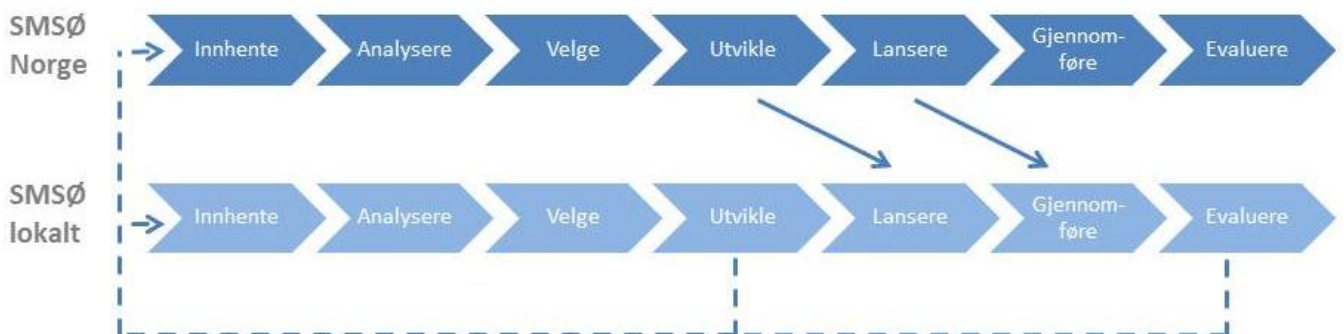 SMSØ
Norge
Innhente
Analysere
Velge
Utvikle
Lansere
Gjennom-
føre
Evaluere
SMSØ
lokalt
Innhente
Analysere
Velge
Utvikle
Lansere
Gjennom-
føre
Evaluere